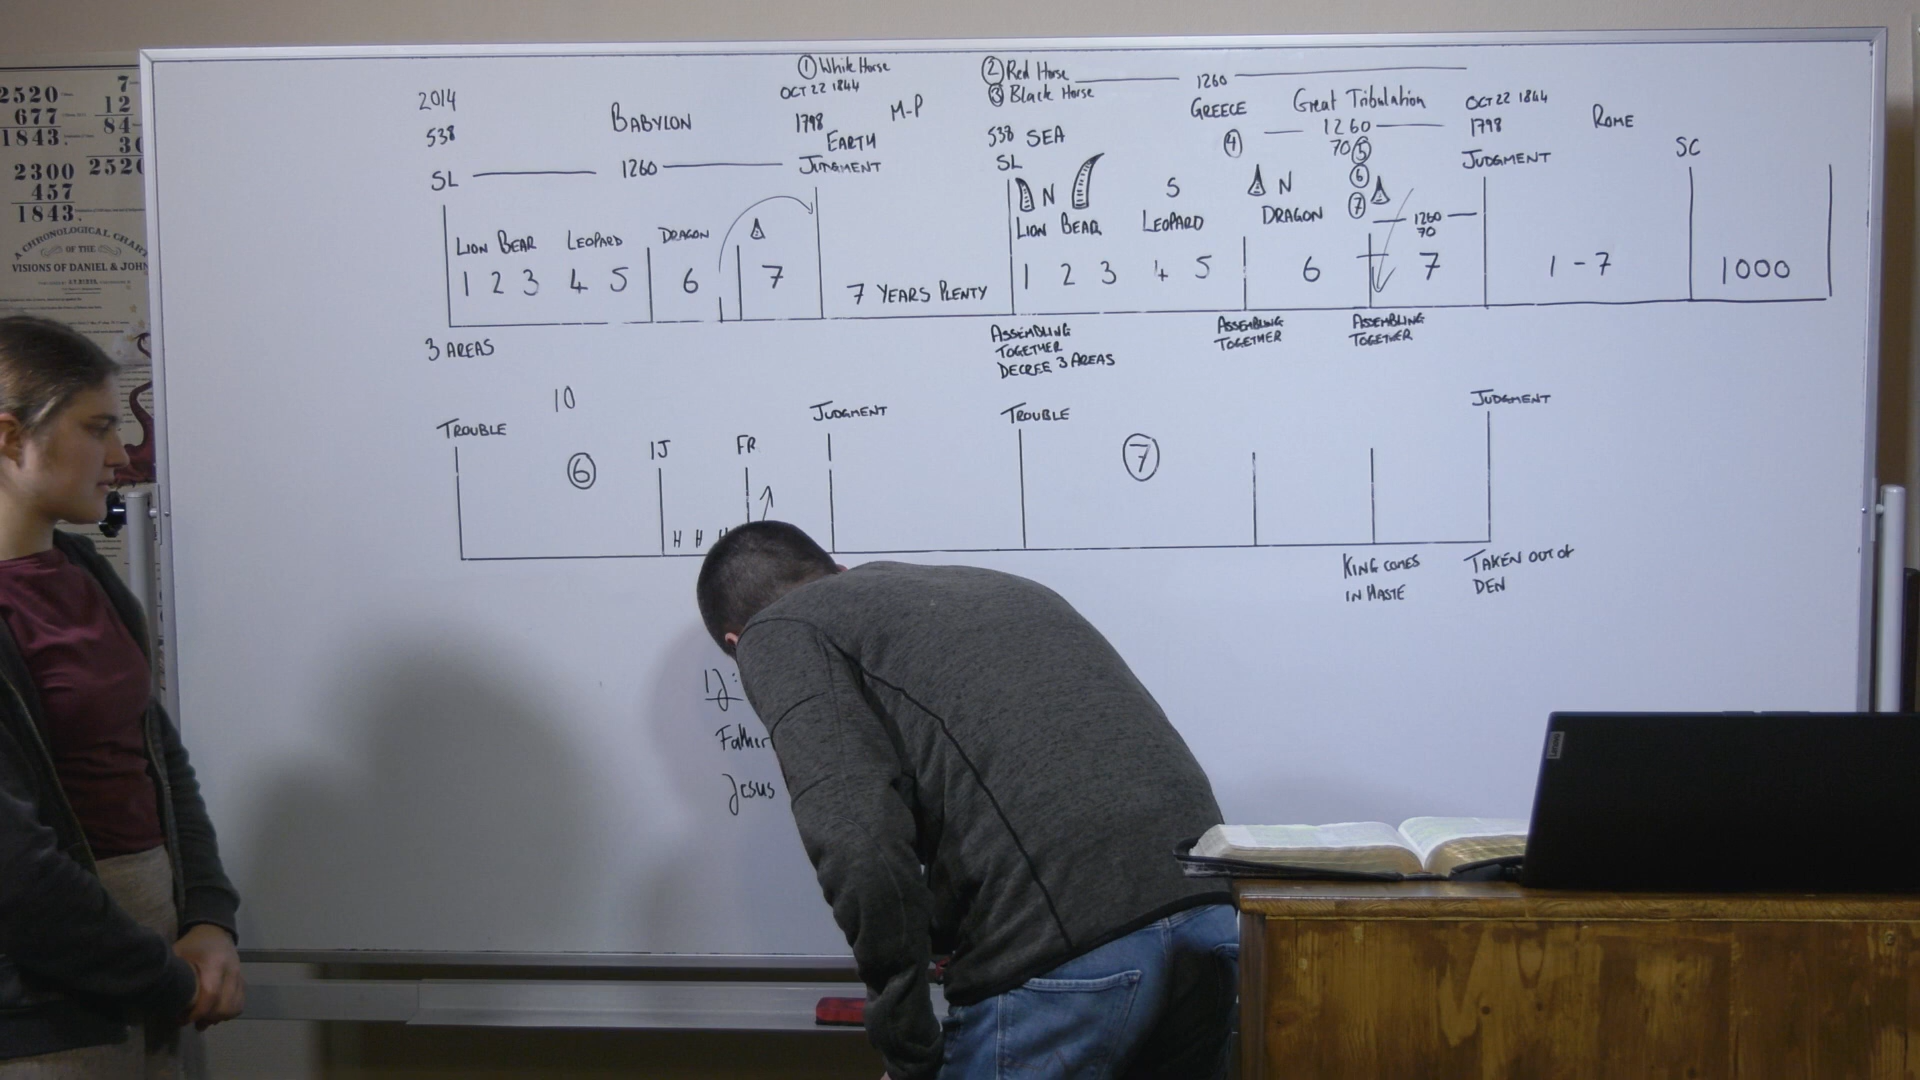 2520 7
677 12
1843. 84
2300 2520
457
1843.
A CHRONOLOGICAL CHART
OF THE
VISIONS OF DANIEL & JOHN
① White Horse
OCT 22 1844
② Red Horse 1260
③ Black Horse
2014
538
BABYLON
1798
M-P
EARTH
538 SEA
GREECE
④
Great Tribulation
1260
70 ⑤
⑥
⑦
OCT 22 1844
1798
ROME
SL 1260 JUDGMENT
SL
JUDGMENT
SC
N S N
LION BEAR LEOPARD DRAGON
LION BEAR LEOPARD DRAGON
1260
70
1 2 3 4 5 6 7 7 YEARS PLENTY 1 2 3 4 5 6 7 1-7 1000
3 AREAS
ASSEMBLING
TOGETHER
DECREE 3 AREAS
ASSEMBLING
TOGETHER
ASSEMBLING
TOGETHER
10
TROUBLE JUDGMENT TROUBLE JUDGMENT
⑥ IJ FR ⑦
H H
KING COMES
IN HASTE
TAKEN OUT OF
DEN
IJ:
Father
Jesus
Lenovo